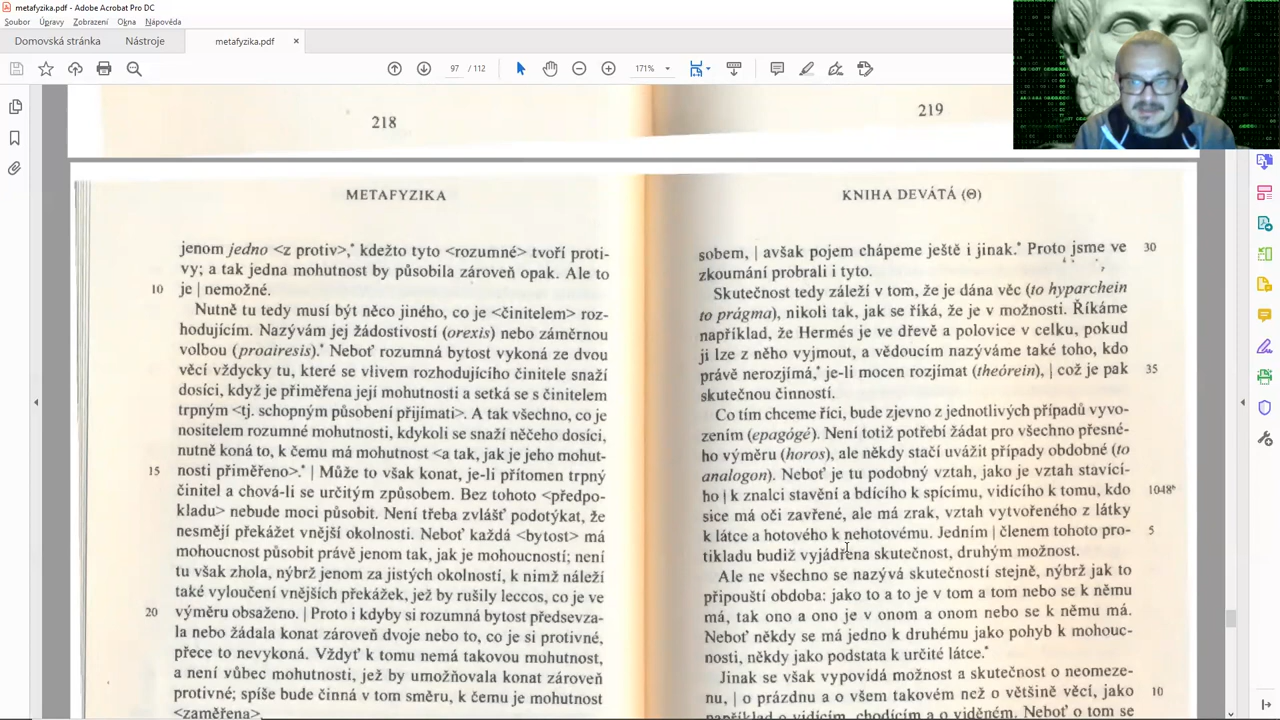 metafyzika.pdf - Adobe Acrobat Pro DC
Soubor Úpravy Zobrazení Okna Nápověda
Domovská stránka Nástroje metafyzika.pdf ×
97 / 112 171%
218
219
METAFYZIKA
jenom jedno <z protiv>,* kdežto tyto <rozumné> tvoří proti-
vy; a tak jedna mohutnost by působila zároveň opak. Ale to
10 je | nemožné.
Nutně tu tedy musí být něco jiného, co je <činitelem> roz-
hodujícím. Nazývám jej žádostivostí (orexis) nebo záměrnou
volbou (proairesis).* Neboť rozumná bytost vykoná ze dvou
věcí vždycky tu, které se vlivem rozhodujícího činitele snaží
dosíci, když je přiměřena její mohutnosti a setká se s činitelem
trpným <tj. schopným působení přijímati>. A tak všechno, co je
nositelem rozumné mohutnosti, kdykoli se snaží něčeho dosíci,
nutně koná to, k čemu má mohutnost <a tak, jak je jeho mohut-
15 nosti přiměřeno>.* | Může to však konat, je-li přítomen trpný
činitel a chová-li se určitým způsobem. Bez tohoto <předpo-
kladu> nebude moci působit. Není třeba zvlášť podotýkat, že
nesmějí překážet vnější okolnosti. Neboť každá <bytost> má
mohoucnost působit právě jenom tak, jak je mohoucností; není
tu však zhola, nýbrž jenom za jistých okolností, k nimž náleží
také vyloučení vnějších překážek, jež by rušily leccos, co je ve
20 výměru obsaženo. | Proto i kdyby si rozumná bytost předsevza-
la nebo žádala konat zároveň dvoje nebo to, co je si protivné,
přece to nevykoná. Vždyť k tomu nemá takovou mohutnost,
a není vůbec mohutnosti, jež by umožňovala konat zároveň
protivné; spíše bude činná v tom směru, k čemu je mohutnost
<zaměřena>.
KNIHA DEVÁTÁ (Θ)
sobem, | avšak pojem chápeme ještě i jinak.* Proto jsme ve 30
zkoumání probrali i tyto.
Skutečnost tedy záleží v tom, že je dána věc (to hyparchein
to prágma), nikoli tak, jak se říká, že je v možnosti. Říkáme
například, že Hermés je ve dřevě a polovice v celku, pokud
ji lze z něho vyjmout, a vědoucím nazýváme také toho, kdo
právě nerozjímá,* je-li mocen rozjímat (theórein), | což je pak 35
skutečnou činností.
Co tím chceme říci, bude zjevno z jednotlivých případů vyvo-
zením (epagógé). Není totiž potřebí žádat pro všechno přesné-
ho výměru (horos), ale někdy stačí uvážit případy obdobné (to
analogon). Neboť je tu podobný vztah, jako je vztah stavící-
ho | k znalci stavění a bdícího k spícímu, vidícího k tomu, kdo 1048ᵇ
sice má oči zavřené, ale má zrak, vztah vytvořeného z látky
k látce a hotového k nehotovému. Jedním | členem tohoto pro- 5
tikladu budiž vyjádřena skutečnost, druhým možnost.
Ale ne všechno se nazývá skutečností stejně, nýbrž jak to
připouští obdoba: jako to a to je v tom a tom nebo se k němu
má, tak ono a ono je v onom a onom nebo se k němu má.
Neboť někdy se má jedno k druhému jako pohyb k mohouc-
nosti, někdy jako podstata k určité látce.*
Jinak se však vypovídá možnost a skutečnost o neomeze-
nu, | o prázdnu a o všem takovém než o většině věcí, jako 10
například o vidícím, chodícím a o viděném. Neboť o tom se